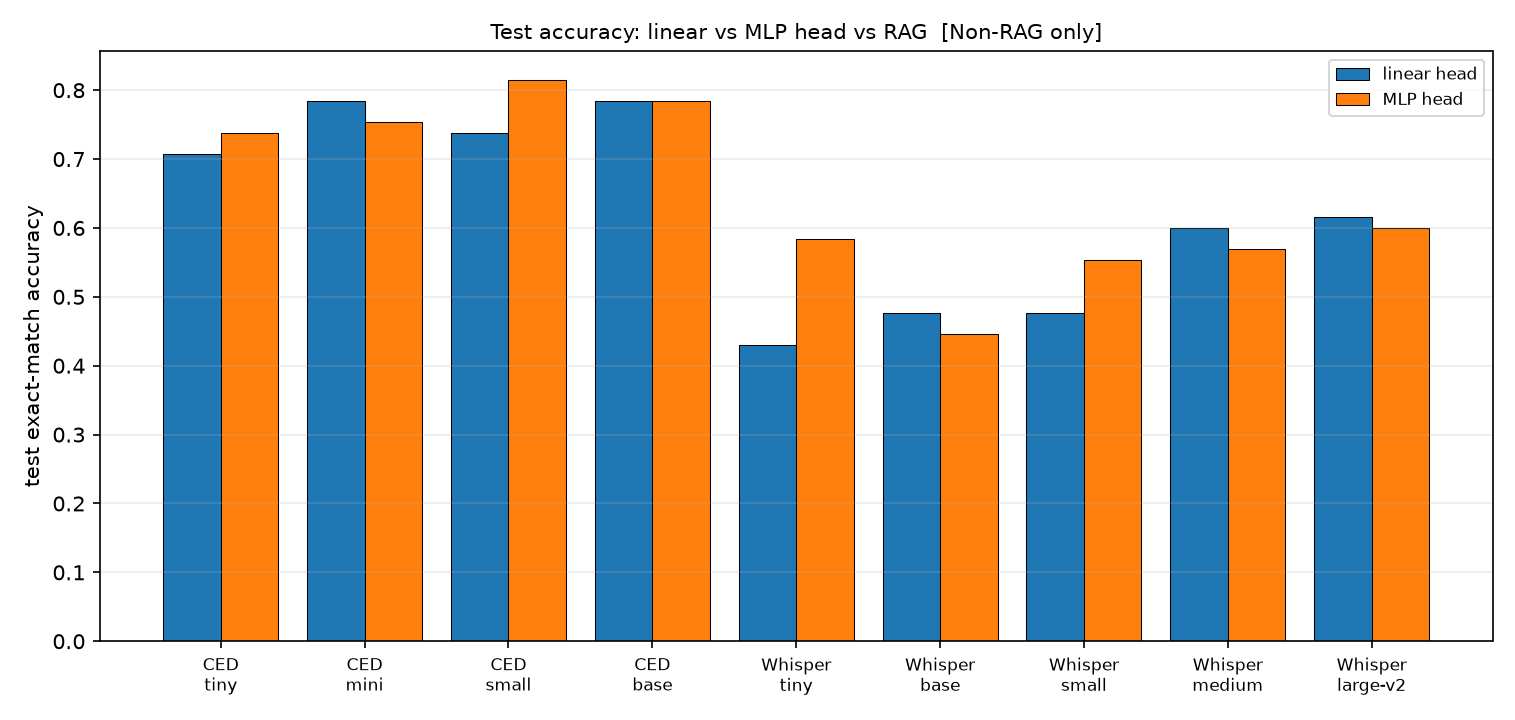 Test accuracy: linear vs MLP head vs RAG  [Non-RAG only]
linear head
MLP head
test exact-match accuracy
0.8
0.7
0.6
0.5
0.4
0.3
0.2
0.1
0.0
CED
tiny
CED
mini
CED
small
CED
base
Whisper
tiny
Whisper
base
Whisper
small
Whisper
medium
Whisper
large-v2